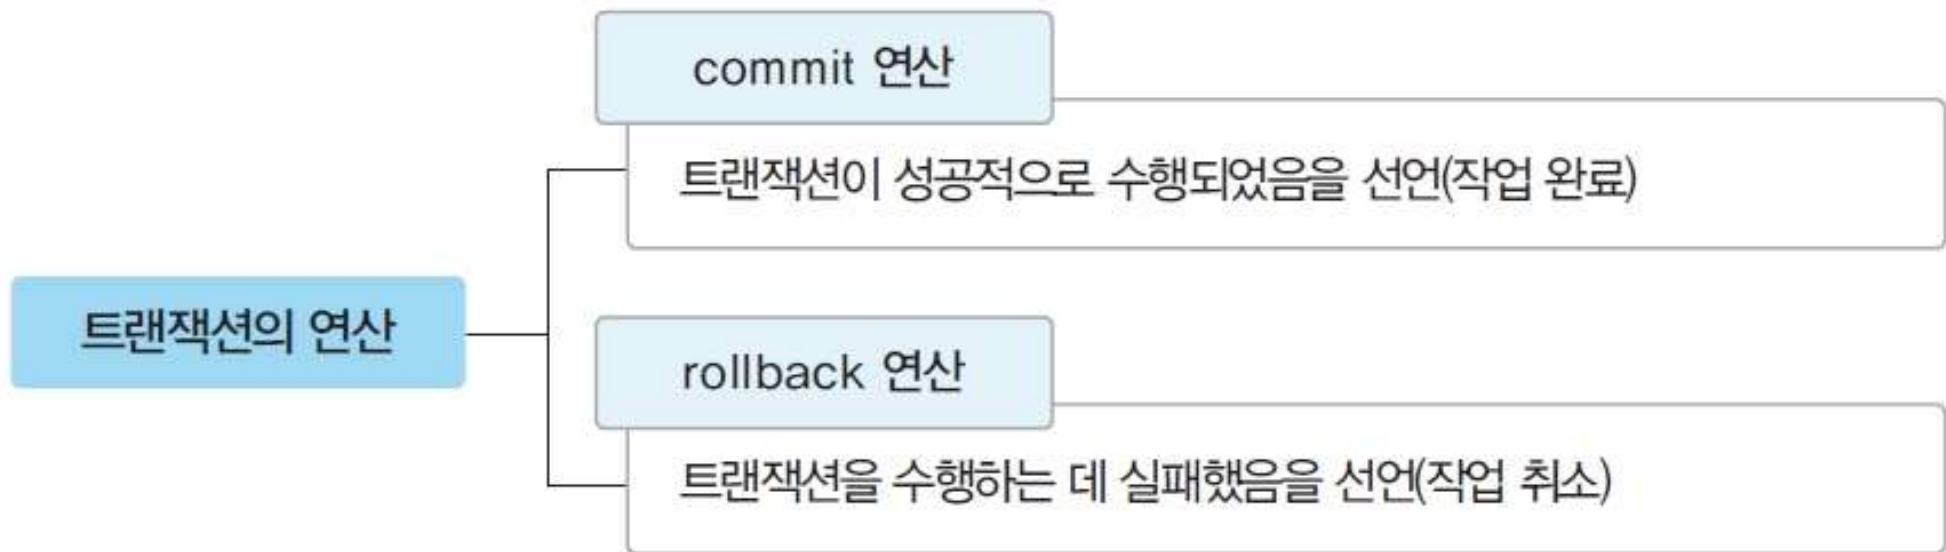 commit 연산
트랜잭션이 성공적으로 수행되었음을 선언(작업 완료)
트랜잭션의 연산
rollback 연산
트랜잭션을 수행하는 데 실패했음을 선언(작업 취소)